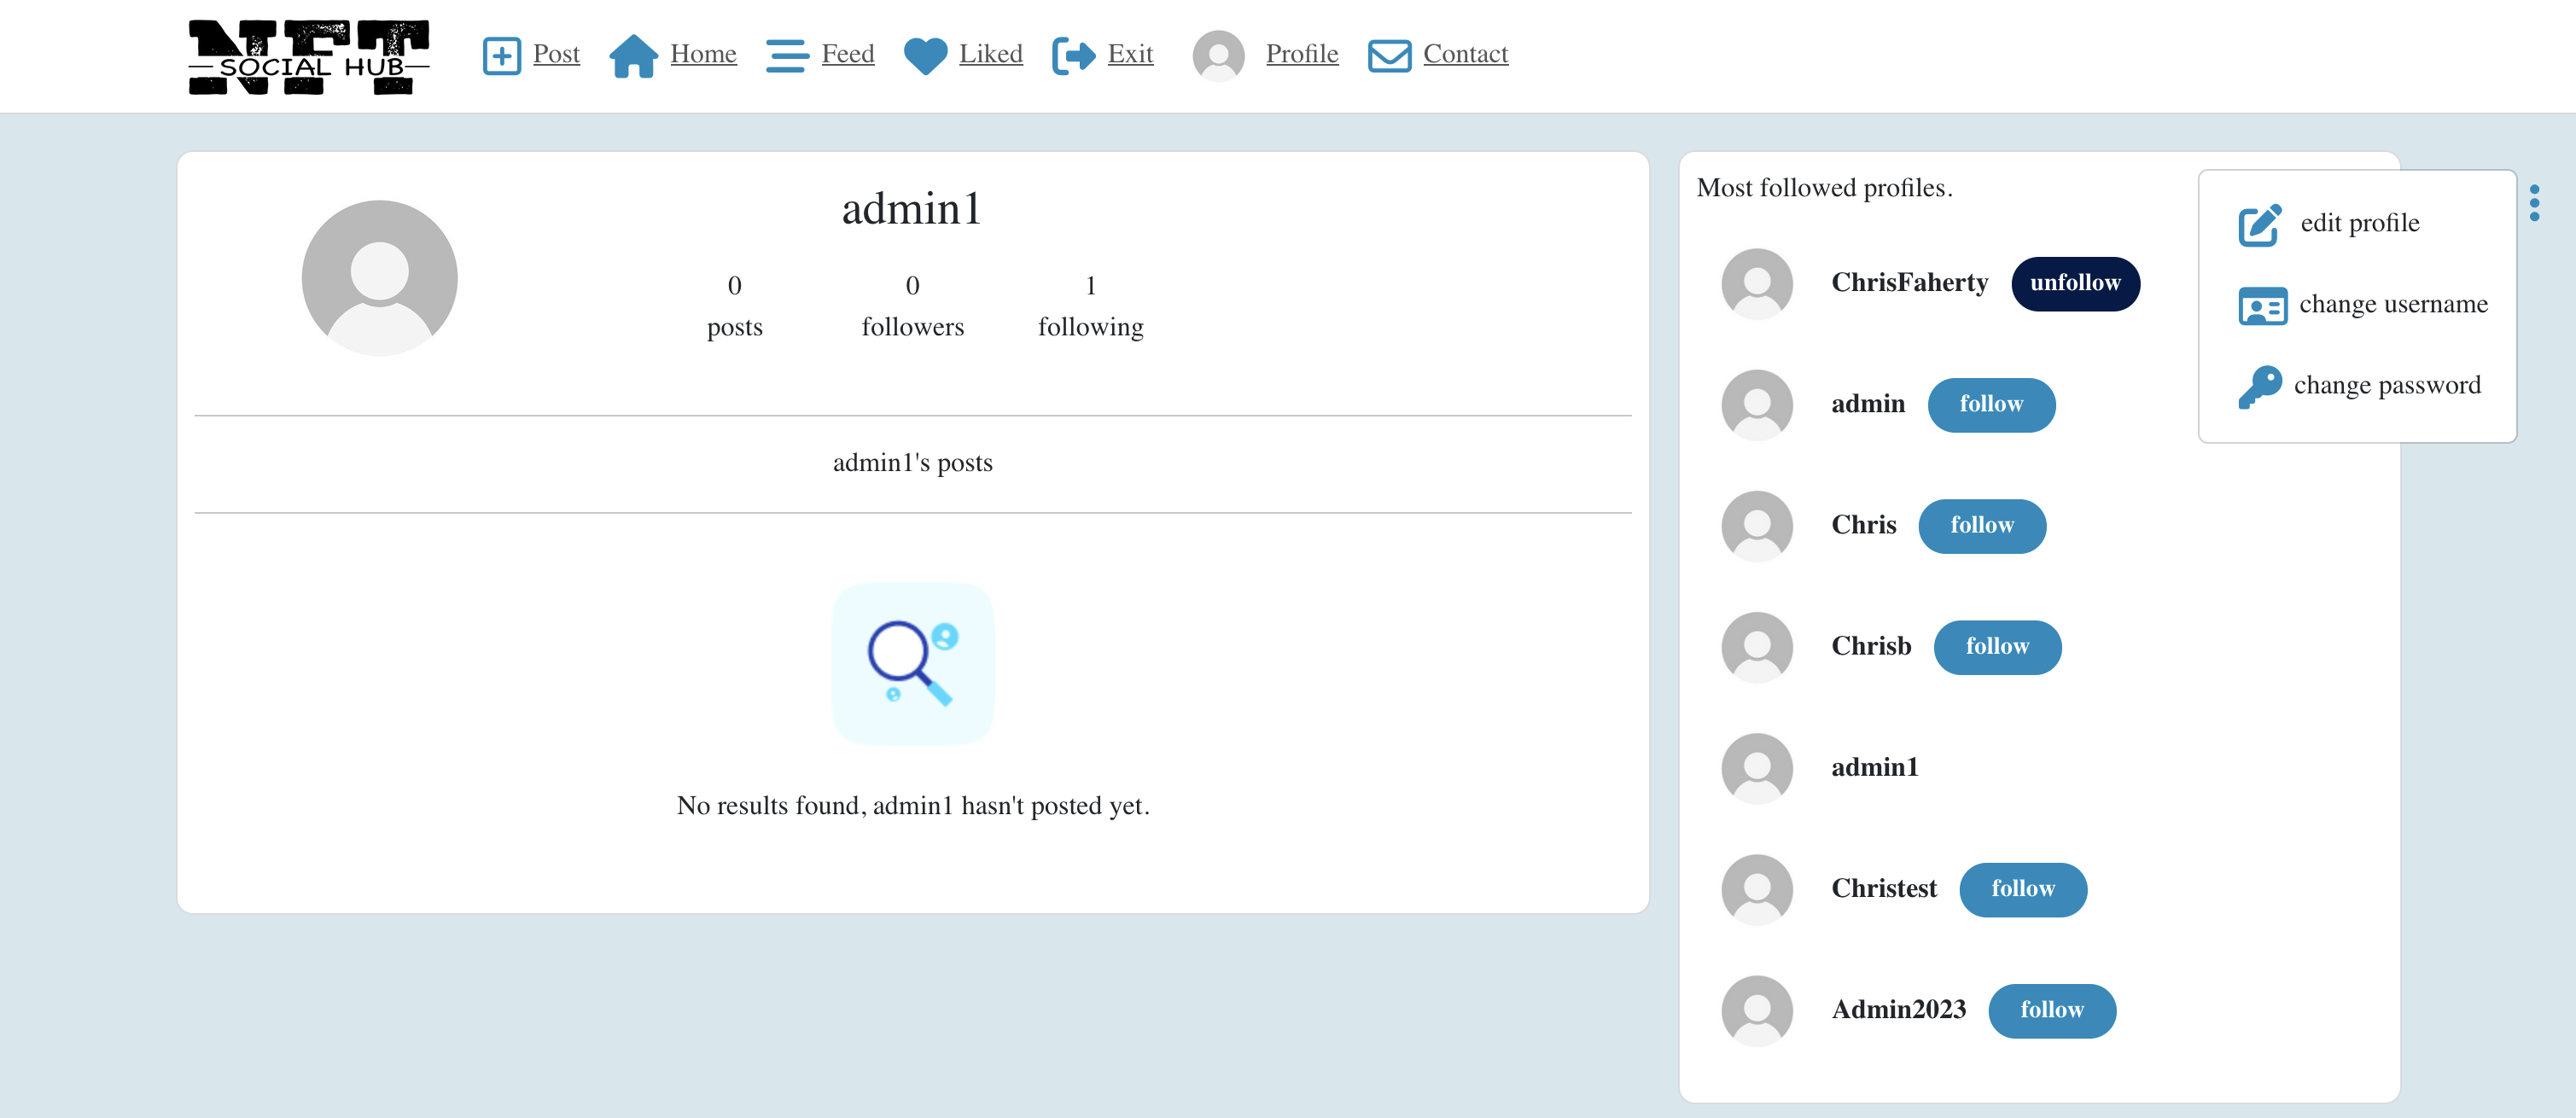 NFT
SOCIAL HUB
Post Home Feed Liked Exit Profile Contact
admin1
0 0 1
posts followers following
admin1's posts
No results found, admin1 hasn't posted yet.
Most followed profiles.
ChrisFaherty unfollow
admin follow
Chris follow
Chrisb follow
admin1
Christest follow
Admin2023 follow
edit profile
change username
change password